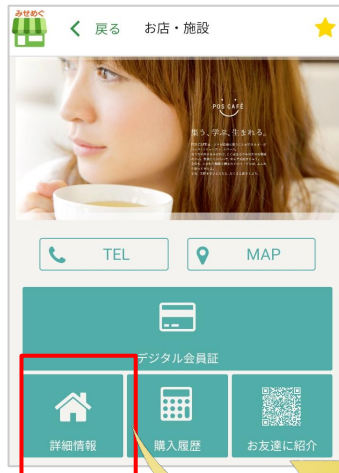 みせめぐ
戻る
お店・施設
POS CAFÉ
集う、学ぶ、生まれる。
TEL
MAP
デジタル会員証
詳細情報
購入履歴
お友達に紹介